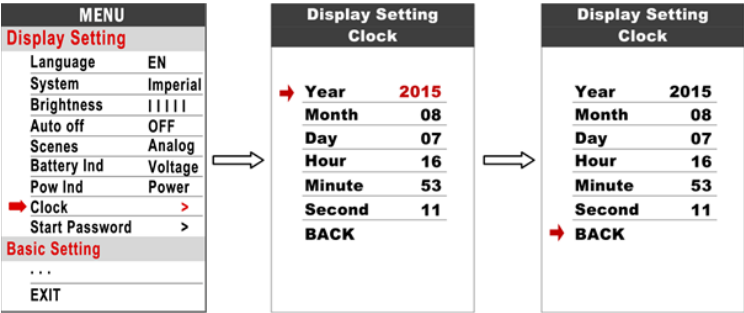 MENU
Display Setting
Language EN
System Imperial
Brightness IIIII
Auto off OFF
Scenes Analog
Battery Ind Voltage
Pow Ind Power
Clock >
Start Password >
Basic Setting
...
EXIT
Display Setting
Clock
Year 2015
Month 08
Day 07
Hour 16
Minute 53
Second 11
BACK
Display Setting
Clock
Year 2015
Month 08
Day 07
Hour 16
Minute 53
Second 11
BACK